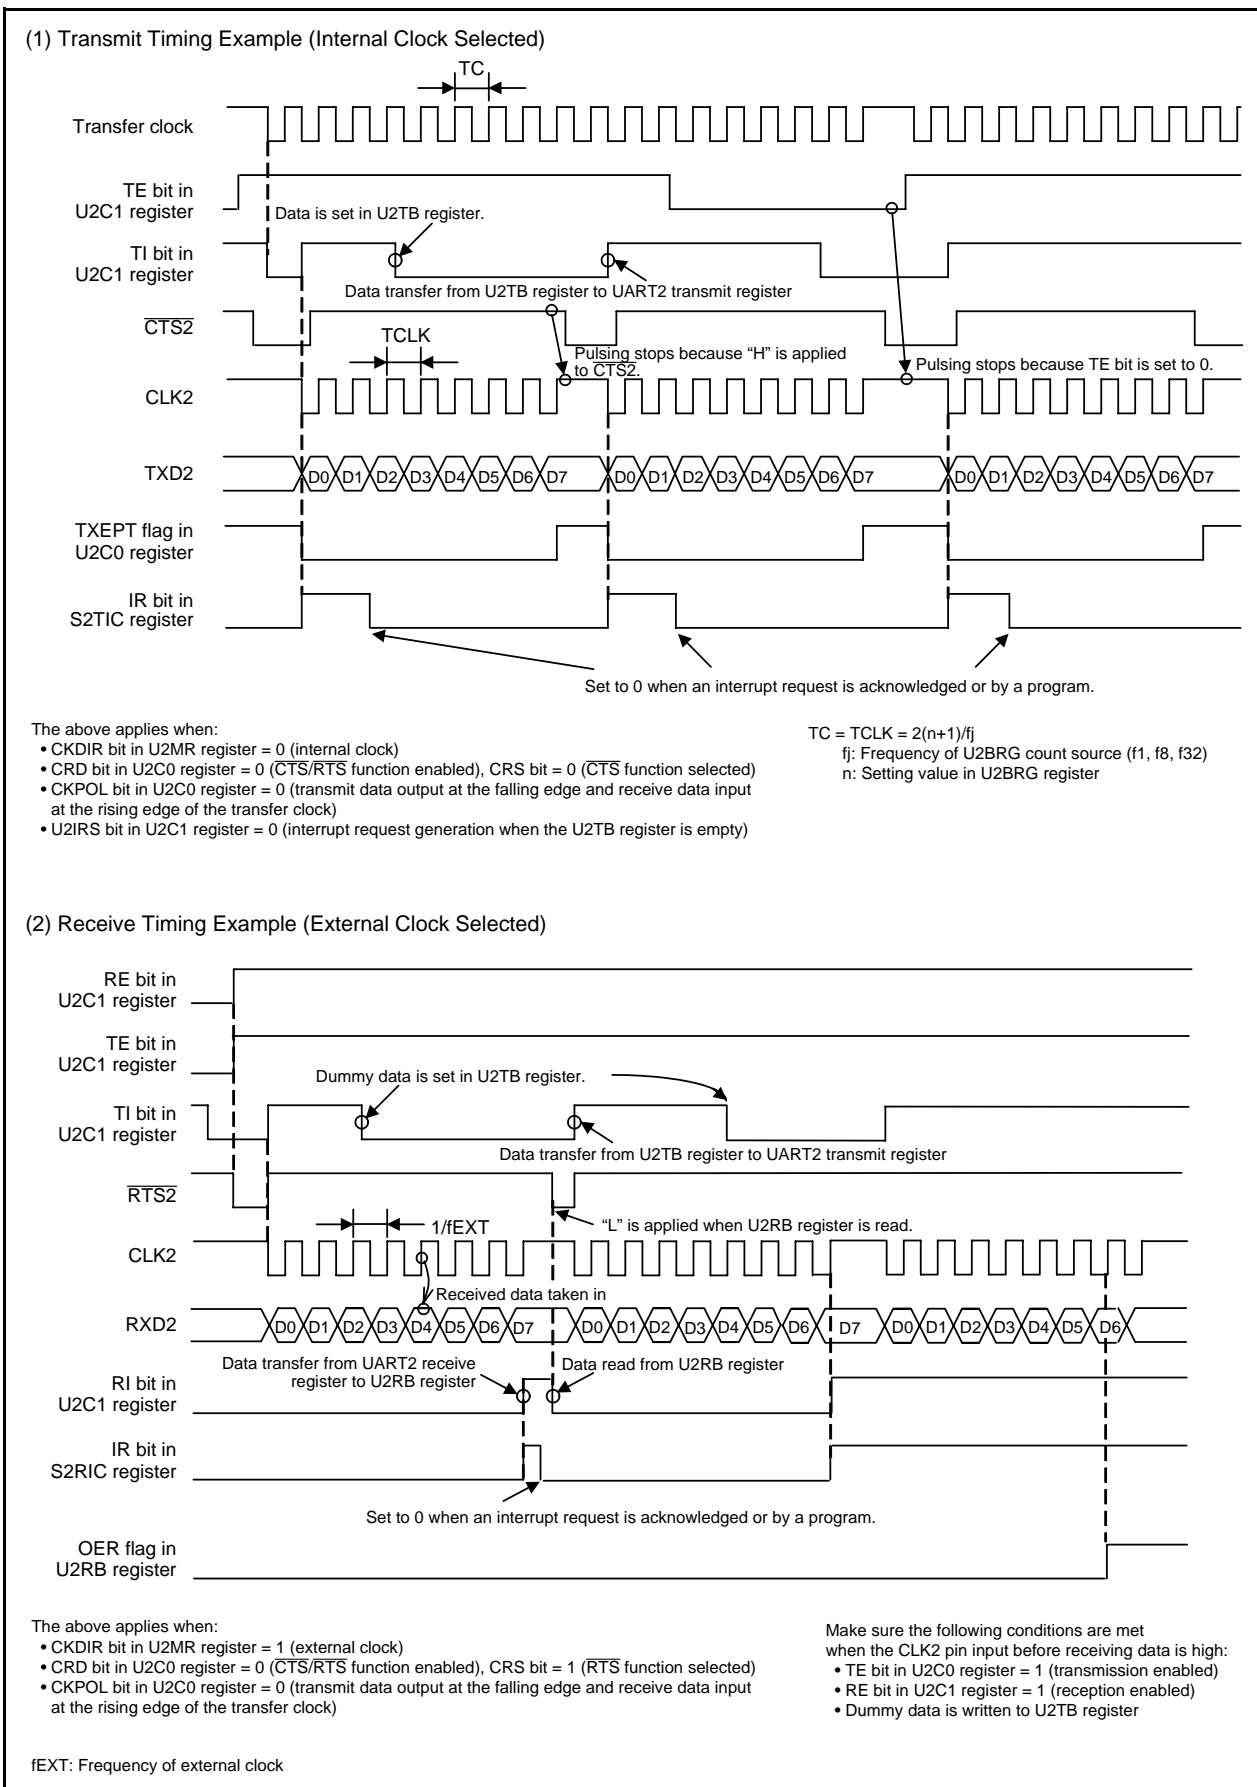 (1) Transmit Timing Example (Internal Clock Selected)
TC
Transfer clock
TE bit in
U2C1 register
Data is set in U2TB register.
TI bit in
U2C1 register
Data transfer from U2TB register to UART2 transmit register
CTS2
TCLK
Pulsing stops because “H” is applied
to CTS2.
Pulsing stops because TE bit is set to 0.
CLK2
TXD2
D0 D1 D2 D3 D4 D5 D6 D7 D0 D1 D2 D3 D4 D5 D6 D7 D0 D1 D2 D3 D4 D5 D6 D7
TXEPT flag in
U2C0 register
IR bit in
S2TIC register
Set to 0 when an interrupt request is acknowledged or by a program.
The above applies when:
• CKDIR bit in U2MR register = 0 (internal clock)
• CRD bit in U2C0 register = 0 (CTS/RTS function enabled), CRS bit = 0 (CTS function selected)
• CKPOL bit in U2C0 register = 0 (transmit data output at the falling edge and receive data input
at the rising edge of the transfer clock)
• U2IRS bit in U2C1 register = 0 (interrupt request generation when the U2TB register is empty)
TC = TCLK = 2(n+1)/fj
fj: Frequency of U2BRG count source (f1, f8, f32)
n: Setting value in U2BRG register
(2) Receive Timing Example (External Clock Selected)
RE bit in
U2C1 register
TE bit in
U2C1 register
Dummy data is set in U2TB register.
TI bit in
U2C1 register
Data transfer from U2TB register to UART2 transmit register
RTS2
1/fEXT
“L” is applied when U2RB register is read.
CLK2
Received data taken in
RXD2
D0 D1 D2 D3 D4 D5 D6 D7 D0 D1 D2 D3 D4 D5 D6 D7 D0 D1 D2 D3 D4 D5 D6
Data transfer from UART2 receive
register to U2RB register
Data read from U2RB register
RI bit in
U2C1 register
IR bit in
S2RIC register
Set to 0 when an interrupt request is acknowledged or by a program.
OER flag in
U2RB register
The above applies when:
• CKDIR bit in U2MR register = 1 (external clock)
• CRD bit in U2C0 register = 0 (CTS/RTS function enabled), CRS bit = 1 (RTS function selected)
• CKPOL bit in U2C0 register = 0 (transmit data output at the falling edge and receive data input
at the rising edge of the transfer clock)
Make sure the following conditions are met
when the CLK2 pin input before receiving data is high:
• TE bit in U2C0 register = 1 (transmission enabled)
• RE bit in U2C1 register = 1 (reception enabled)
• Dummy data is written to U2TB register
fEXT: Frequency of external clock